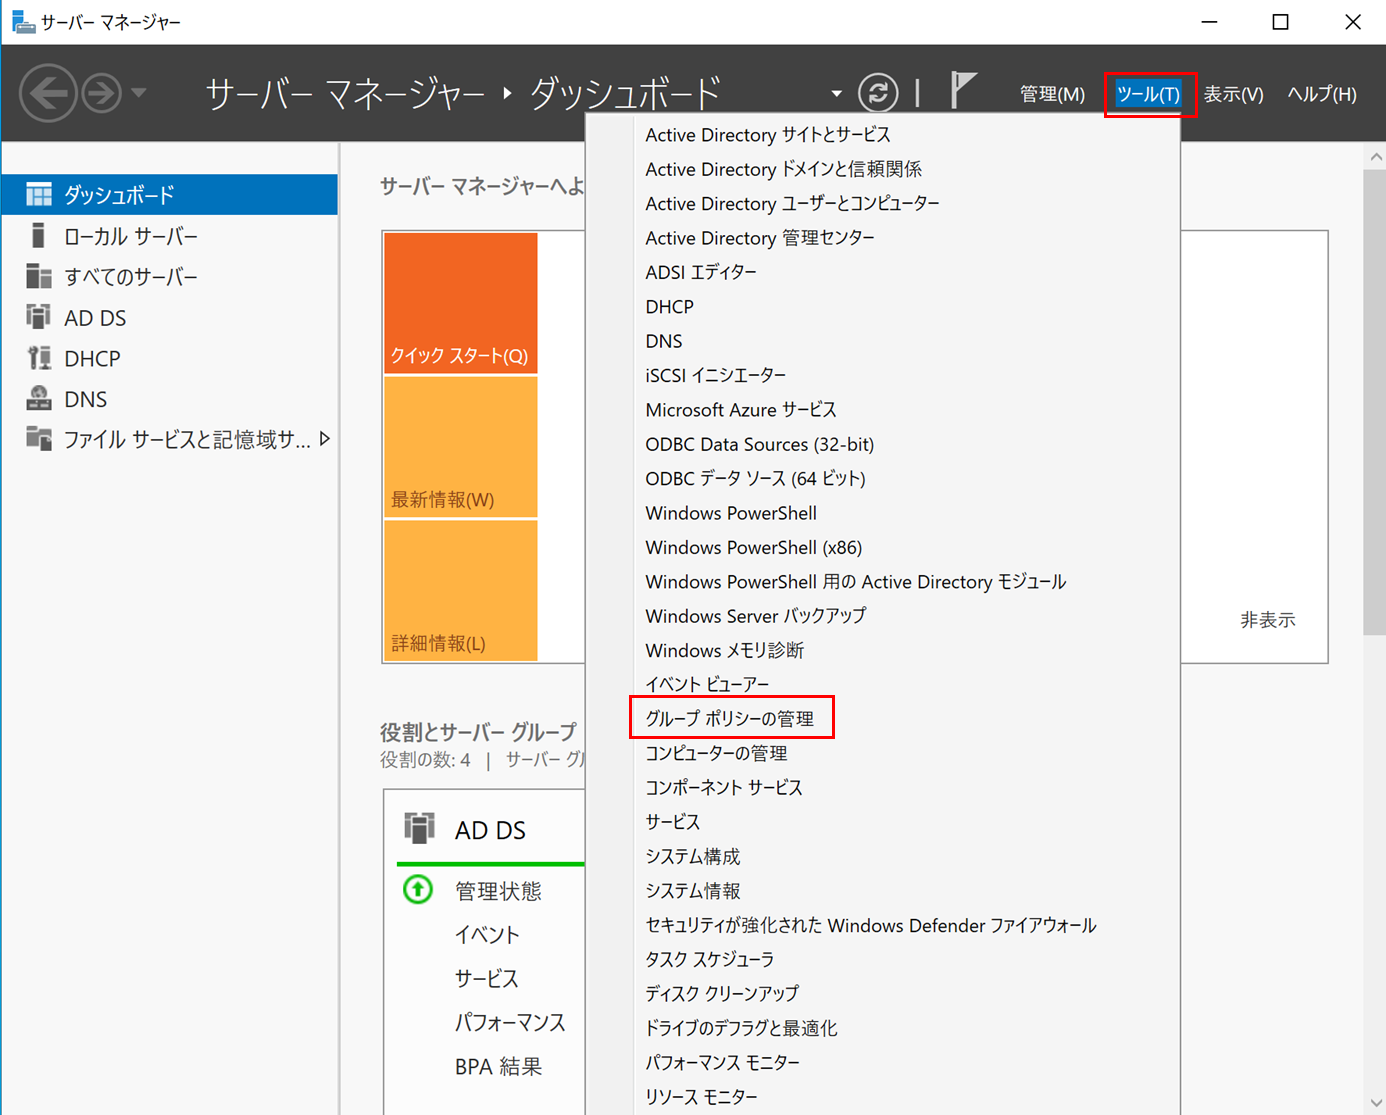 サーバー マネージャー
サーバー マネージャー ‣ ダッシュボード
管理(M)
ツール(T)
表示(V)
ヘルプ(H)
ダッシュボード
ローカル サーバー
すべてのサーバー
AD DS
DHCP
DNS
ファイル サービスと記憶域サ...
サーバー マネージャーへよ
クイック スタート(Q)
最新情報(W)
詳細情報(L)
非表示
役割とサーバー グループ
役割の数: 4 | サーバー グル
AD DS
管理状態
イベント
サービス
パフォーマンス
BPA 結果
Active Directory サイトとサービス
Active Directory ドメインと信頼関係
Active Directory ユーザーとコンピューター
Active Directory 管理センター
ADSI エディター
DHCP
DNS
iSCSI イニシエーター
Microsoft Azure サービス
ODBC Data Sources (32-bit)
ODBC データ ソース (64 ビット)
Windows PowerShell
Windows PowerShell (x86)
Windows PowerShell 用の Active Directory モジュール
Windows Server バックアップ
Windows メモリ診断
イベント ビューアー
グループ ポリシーの管理
コンピューターの管理
コンポーネント サービス
サービス
システム構成
システム情報
セキュリティが強化された Windows Defender ファイアウォール
タスク スケジューラ
ディスク クリーンアップ
ドライブのデフラグと最適化
パフォーマンス モニター
リソース モニター